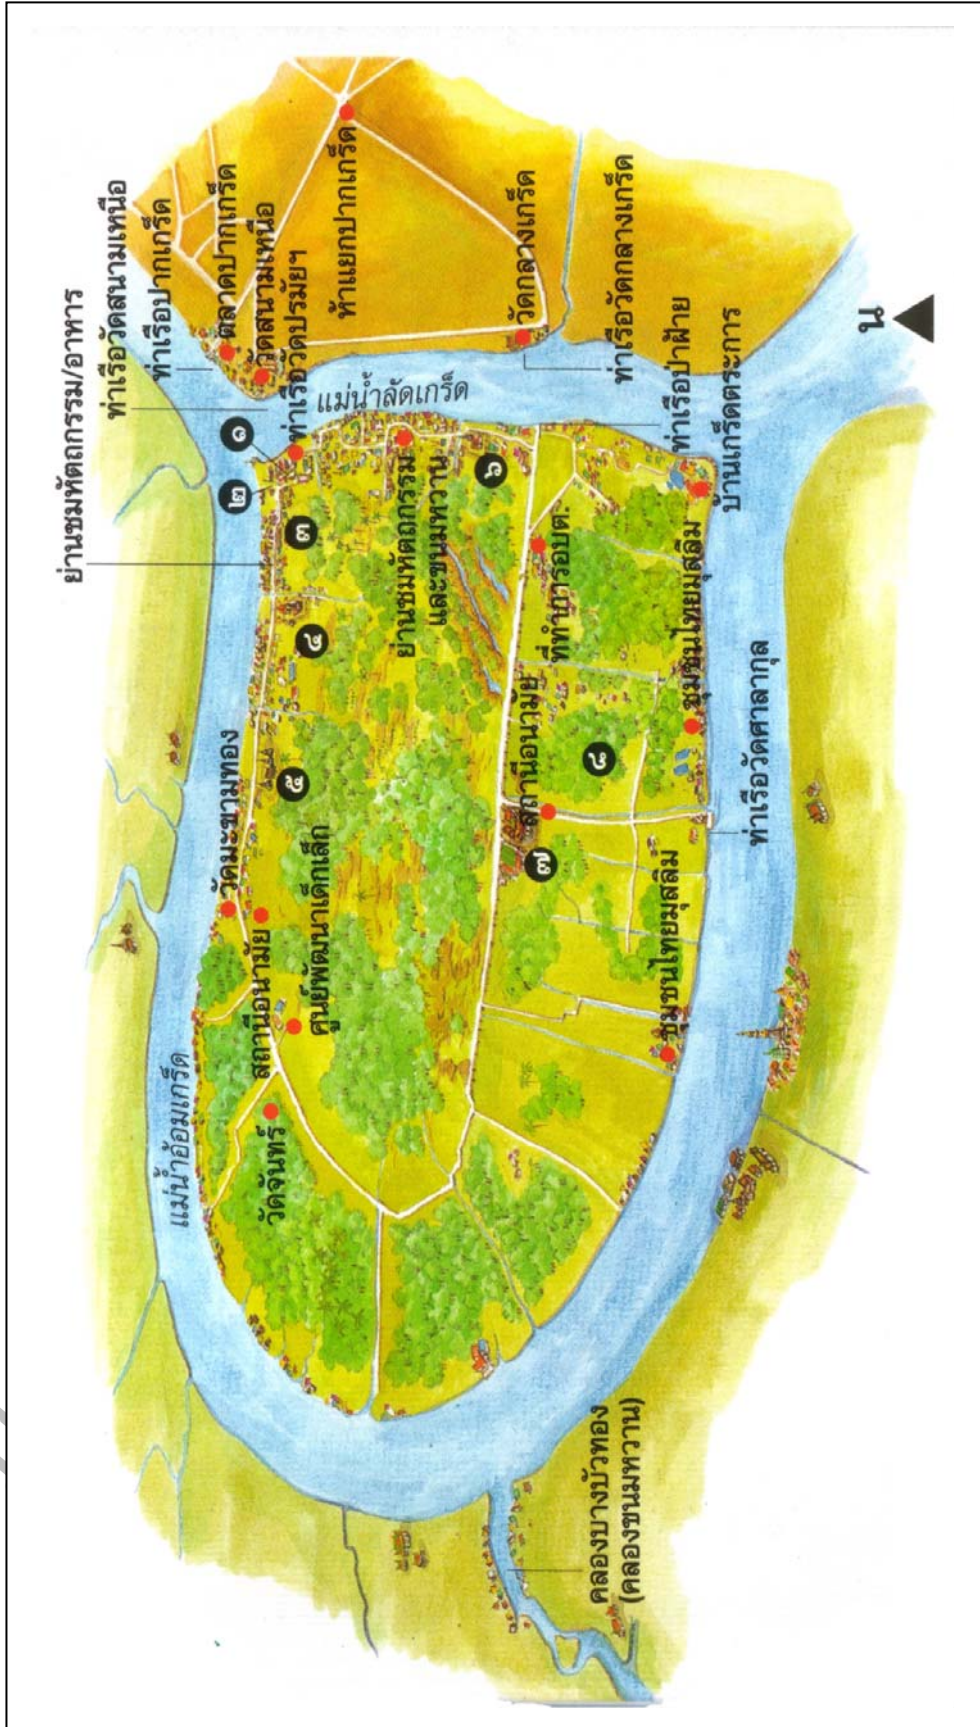 ย่านชมหัตถกรรม/อาหาร
ท่าเรือวัดสนามเหนือ
ท่าเรือปากเกร็ด
แม่น้ำอ้อมเกร็ด
วัดมะขามทอง
ตลาดปากเกร็ด
๒
๑
สถานีอนามัย
วัดสนามเหนือ
วัดจันทร์
ศูนย์พัฒนาเด็กเล็ก
๕
๔
๓
ท่าเรือวัดปรมัยฯ
ห้าแยกปากเกร็ด
แม่น้ำลัดเกร็ด
ย่านชมหัตถกรรม
และขนมหวาน
๖
วัดกลางเกร็ด
สถานีอนามัย
๗
ที่ทำการอบต.
๘
คลองบางบัวทอง
(คลองขนมหวาน)
ท่าเรือวัดกลางเกร็ด
ชุมชนไทยมุสลิม
ชุมชนไทยมุสลิม
ท่าเรือป่าฝ้าย
บ้านเกร็ดตระการ
ท่าเรือวัดศาลากุล
น